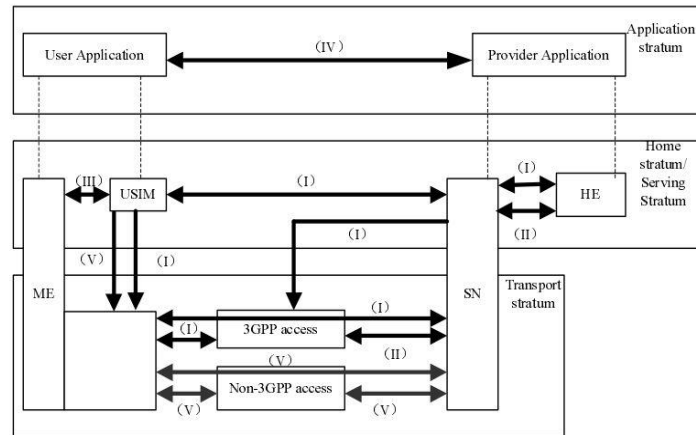 Application
stratum
User Application
(IV)
Provider Application
Home
stratum/
Serving
Stratum
(III)
USIM
(I)
(I)
HE
(II)
(I)
(V)
(I)
ME
SN
Transport
stratum
(I)
3GPP access
(I)
(II)
(V)
Non-3GPP access
(V)
(V)